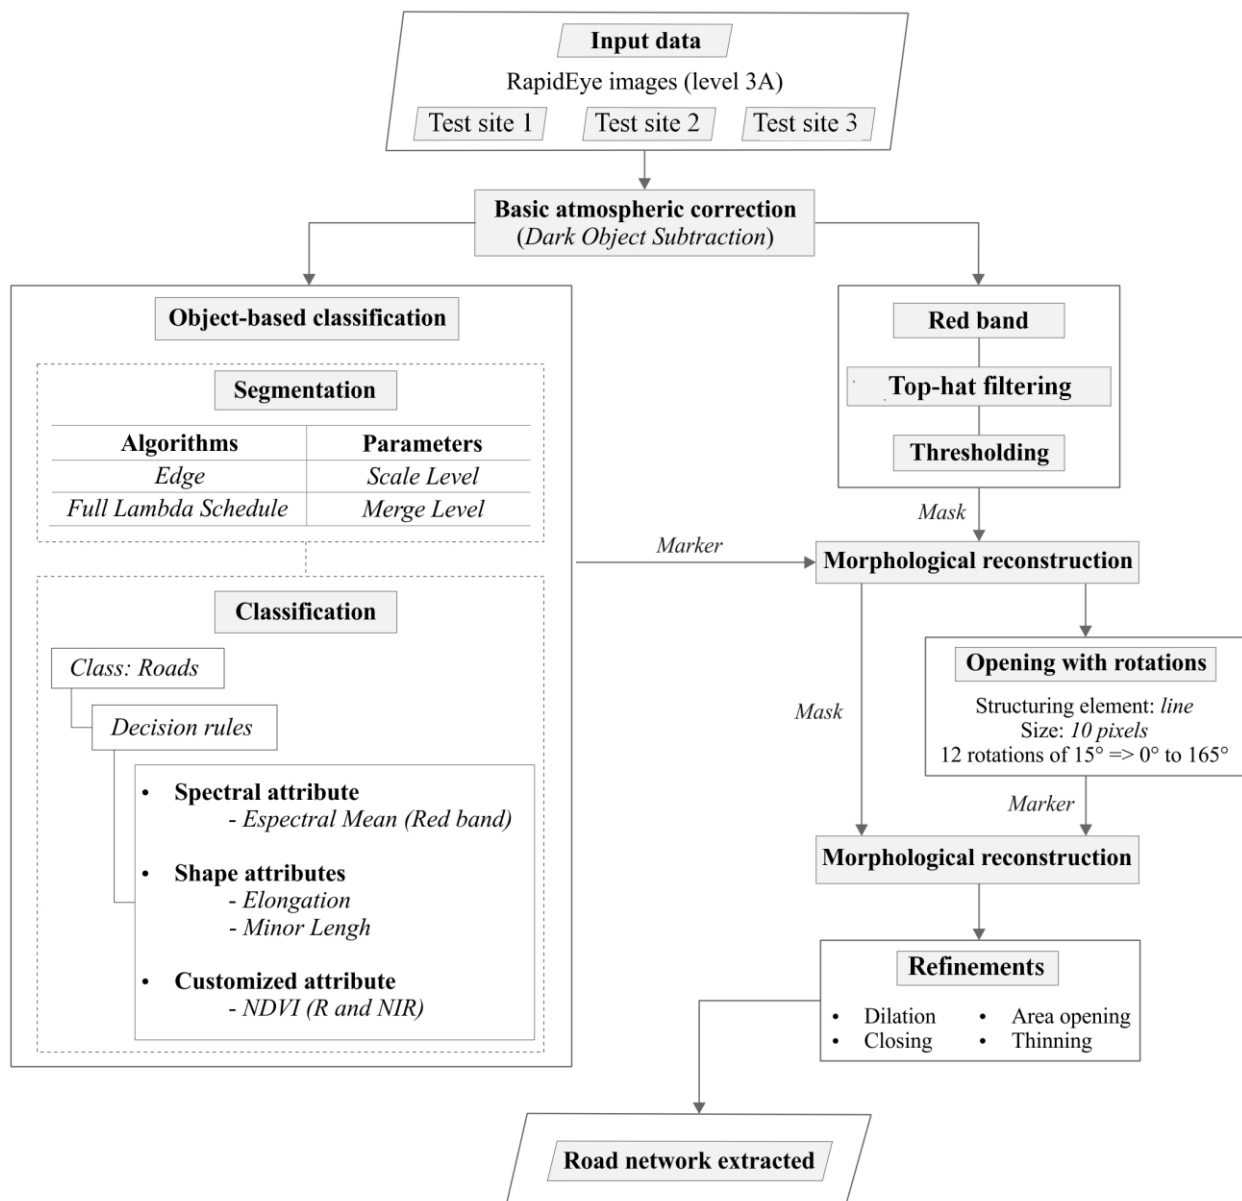 Input data
RapidEye images (level 3A)
Test site 1
Test site 2
Test site 3
Basic atmospheric correction
(Dark Object Subtraction)
Object-based classification
Segmentation
Algorithms Parameters
Edge Scale Level
Full Lambda Schedule Merge Level
Classification
Class: Roads
Decision rules
• Spectral attribute
- Espectral Mean (Red band)
• Shape attributes
- Elongation
- Minor Lengh
• Customized attribute
- NDVI (R and NIR)
Red band
Top-hat filtering
Thresholding
Mask
Marker
Morphological reconstruction
Opening with rotations
Structuring element: line
Size: 10 pixels
12 rotations of 15° => 0° to 165°
Mask
Marker
Morphological reconstruction
Refinements
• Dilation • Area opening
• Closing • Thinning
Road network extracted